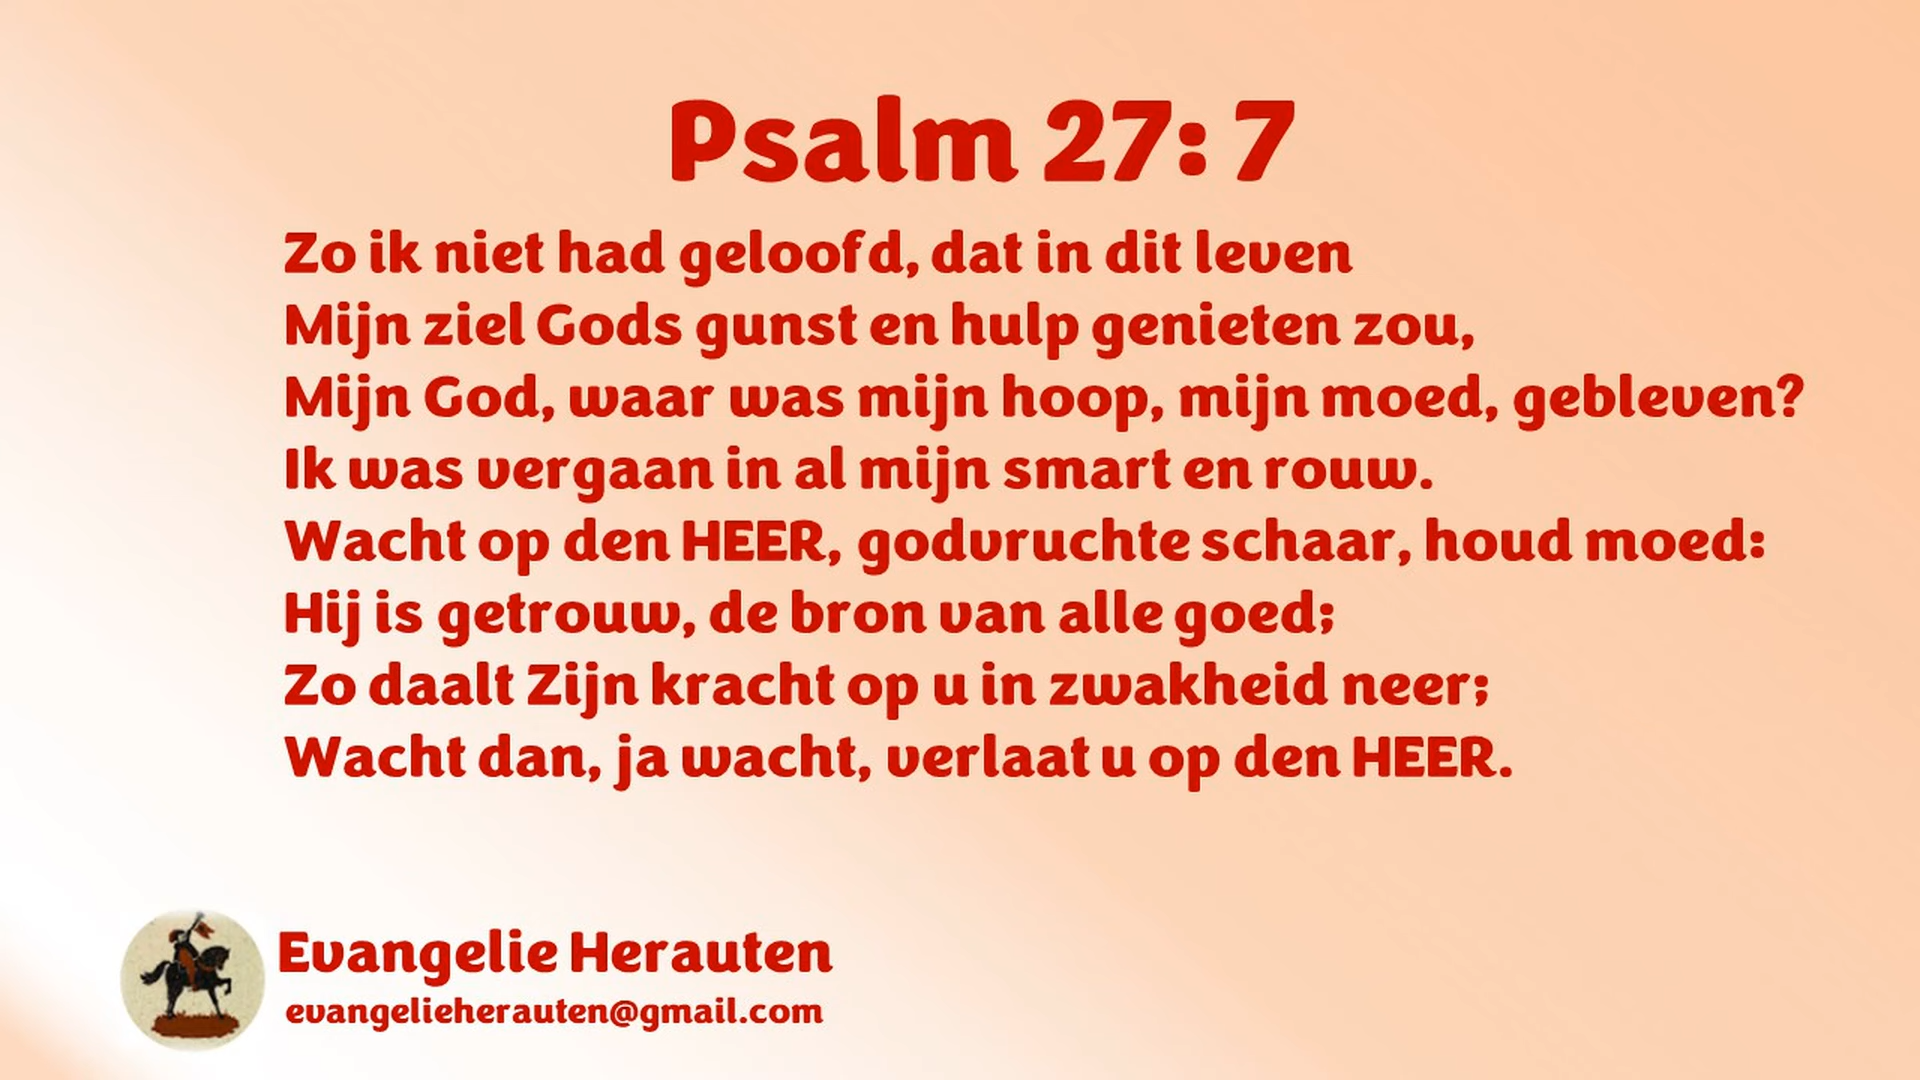 Psalm 27: 7
Zo ik niet had geloofd, dat in dit leven
Mijn ziel Gods gunst en hulp genieten zou,
Mijn God, waar was mijn hoop, mijn moed, gebleven?
Ik was vergaan in al mijn smart en rouw.
Wacht op den HEER, godvruchte schaar, houd moed:
Hij is getrouw, de bron van alle goed;
Zo daalt Zijn kracht op u in zwakheid neer;
Wacht dan, ja wacht, verlaat u op den HEER.
Evangelie Herauten
evangelieherauten@gmail.com